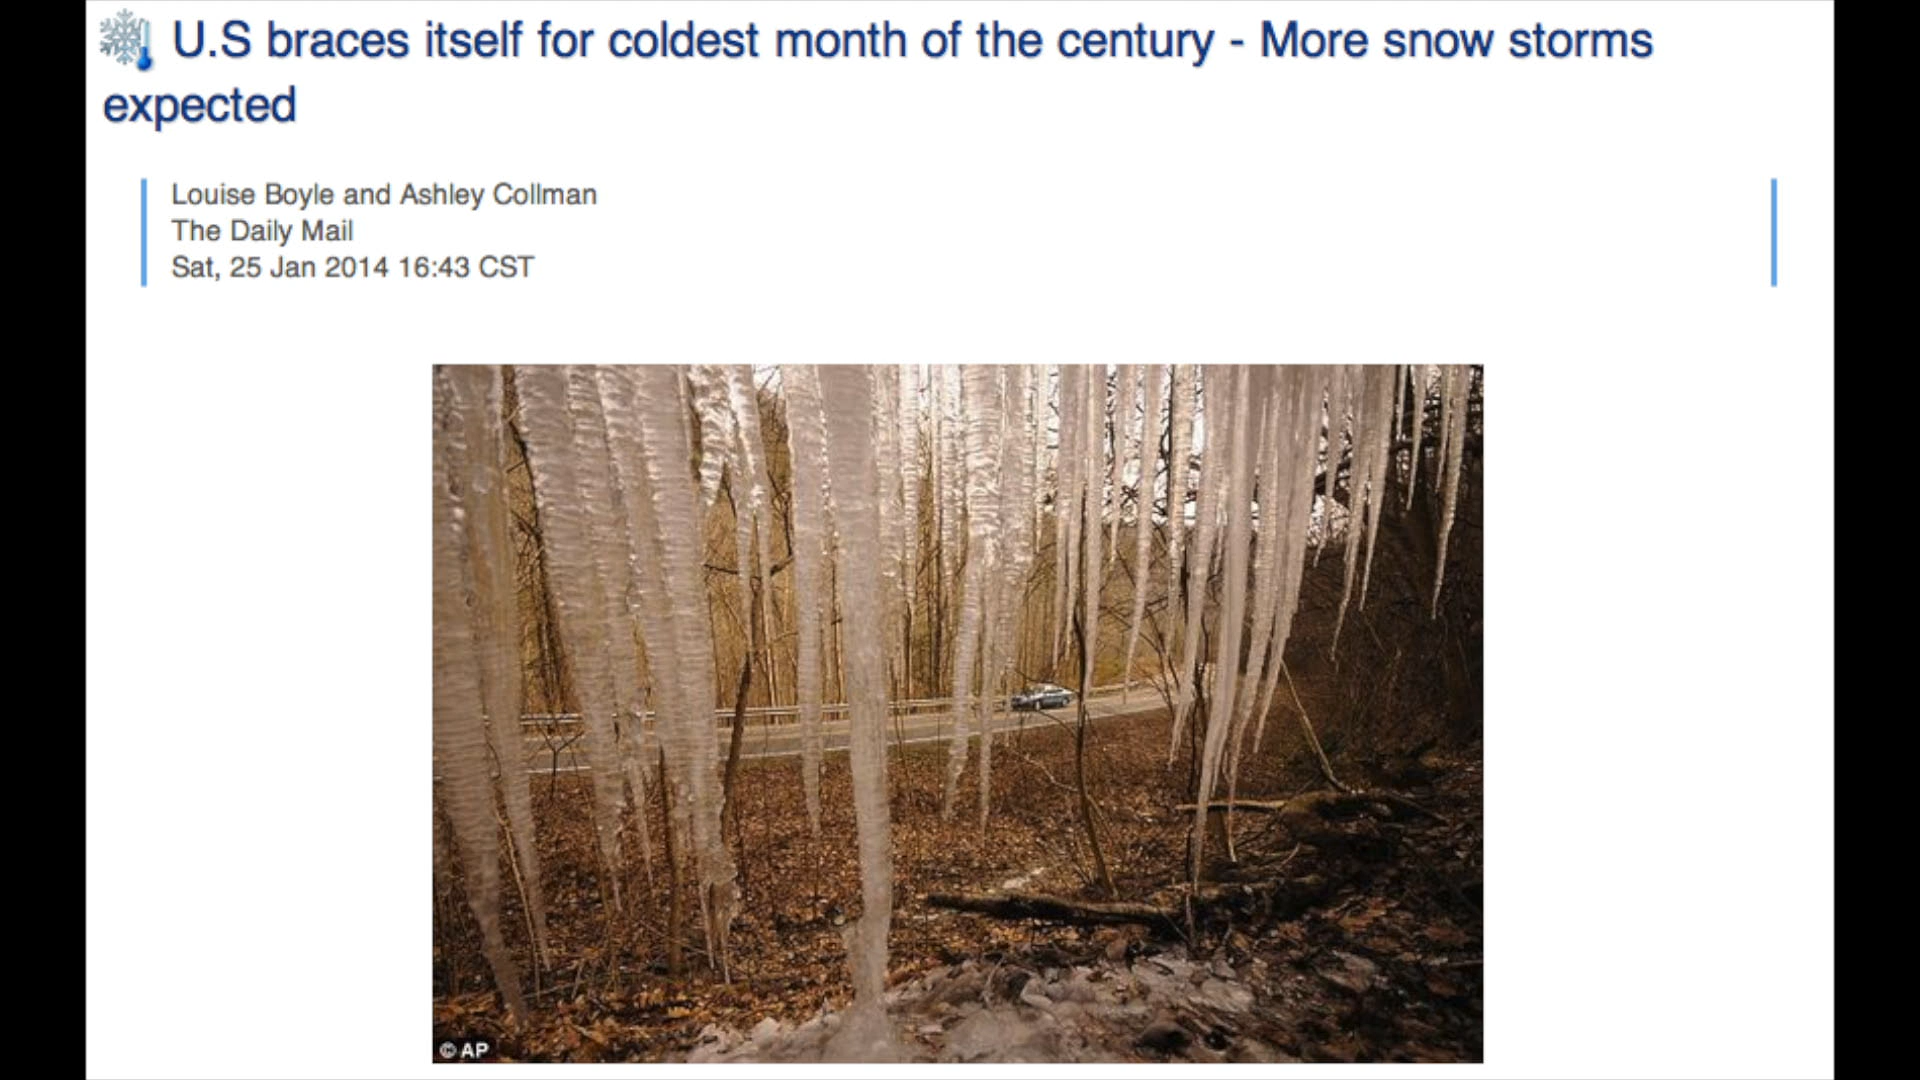 U.S braces itself for coldest month of the century - More snow storms
expected
Louise Boyle and Ashley Collman
The Daily Mail
Sat, 25 Jan 2014 16:43 CST
© AP